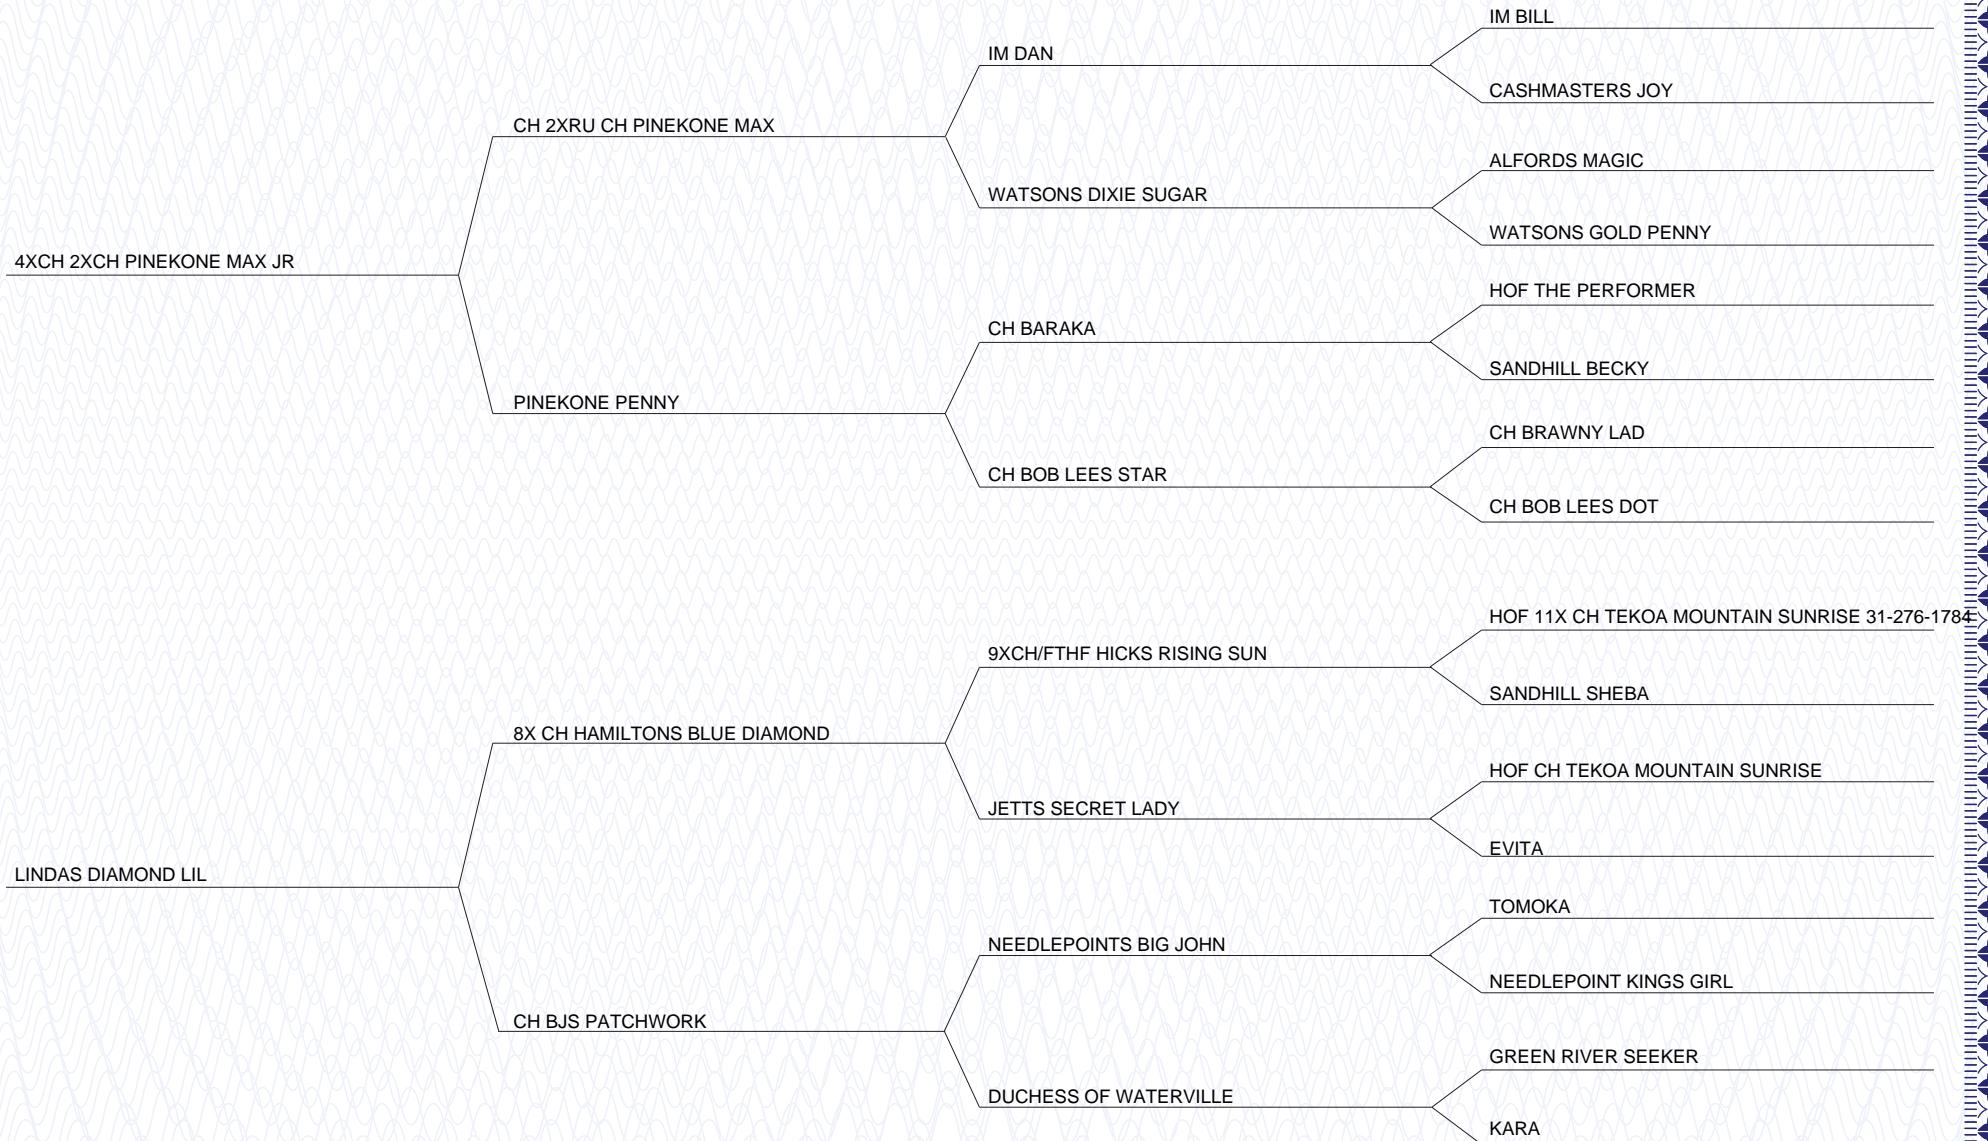 IM BILL
IM DAN
CASHMASTERS JOY
CH 2XRU CH PINEKONE MAX
ALFORDS MAGIC
WATSONS DIXIE SUGAR
WATSONS GOLD PENNY
4XCH 2XCH PINEKONE MAX JR
HOF THE PERFORMER
CH BARAKA
SANDHILL BECKY
PINEKONE PENNY
CH BRAWNY LAD
CH BOB LEES STAR
CH BOB LEES DOT
HOF 11X CH TEKOA MOUNTAIN SUNRISE 31-276-1784
9XCH/FTHF HICKS RISING SUN
SANDHILL SHEBA
8X CH HAMILTONS BLUE DIAMOND
HOF CH TEKOA MOUNTAIN SUNRISE
JETTS SECRET LADY
EVITA
LINDAS DIAMOND LIL
TOMOKA
NEEDLEPOINTS BIG JOHN
NEEDLEPOINT KINGS GIRL
CH BJS PATCHWORK
GREEN RIVER SEEKER
DUCHESS OF WATERVILLE
KARA